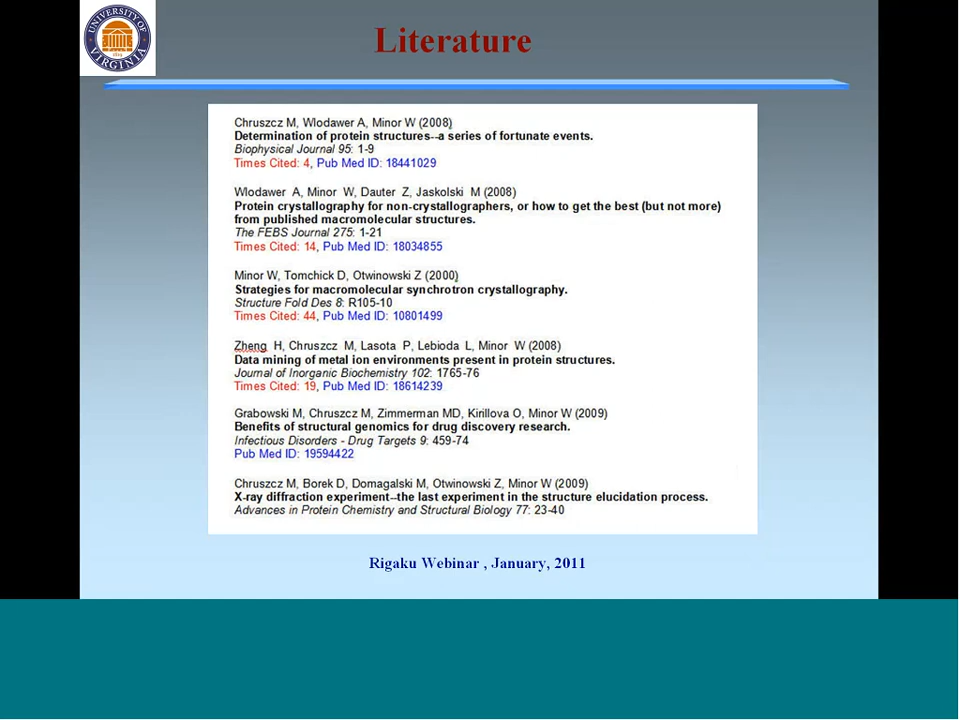 UNIVERSITY OF
VIRGINIA
1819
Literature
Chruszcz M, Wlodawer A, Minor W (2008)
Determination of protein structures--a series of fortunate events.
Biophysical Journal 95: 1-9
Times Cited: 4, Pub Med ID: 18441029
Wlodawer A, Minor W, Dauter Z, Jaskolski M (2008)
Protein crystallography for non-crystallographers, or how to get the best (but not more)
from published macromolecular structures.
The FEBS Journal 275: 1-21
Times Cited: 14, Pub Med ID: 18034855
Minor W, Tomchick D, Otwinowski Z (2000)
Strategies for macromolecular synchrotron crystallography.
Structure Fold Des 8: R105-10
Times Cited: 44, Pub Med ID: 10801499
Zheng H, Chruszcz M, Lasota P, Lebioda L, Minor W (2008)
Data mining of metal ion environments present in protein structures.
Journal of Inorganic Biochemistry 102: 1765-76
Times Cited: 19, Pub Med ID: 18614239
Grabowski M, Chruszcz M, Zimmerman MD, Kirillova O, Minor W (2009)
Benefits of structural genomics for drug discovery research.
Infectious Disorders - Drug Targets 9: 459-74
Pub Med ID: 19594422
Chruszcz M, Borek D, Domagalski M, Otwinowski Z, Minor W (2009)
X-ray diffraction experiment--the last experiment in the structure elucidation process.
Advances in Protein Chemistry and Structural Biology 77: 23-40
Rigaku Webinar , January, 2011